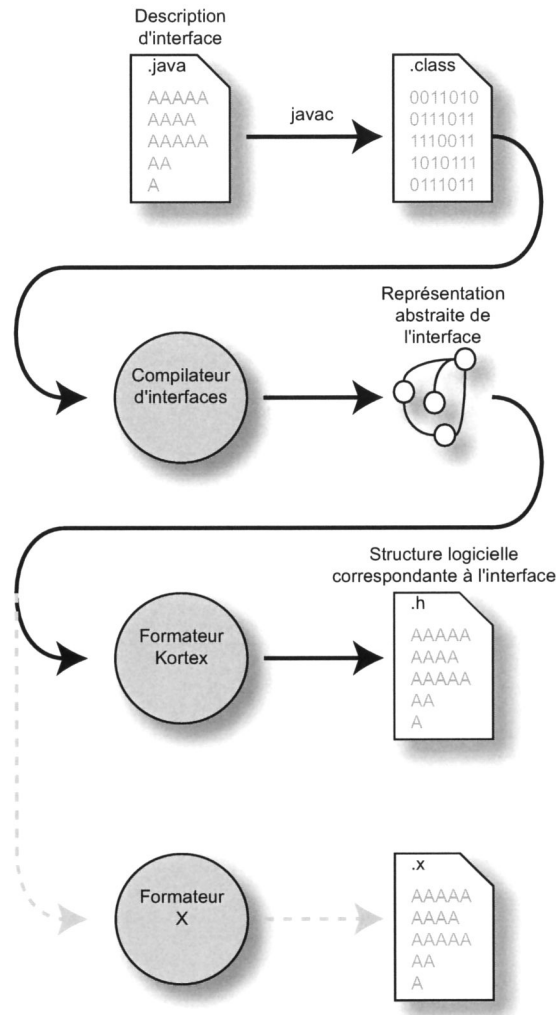 Description
d'interface
.java
AAAAA
AAAA
AAAAA
AA
A
javac
.class
0011010
0111011
1110011
1010111
0111011
Compilateur
d'interfaces
Représentation
abstraite de
l'interface
Formateur
Kortex
Structure logicielle
correspondante à l'interface
.h
AAAAA
AAAA
AAAAA
AA
A
Formateur
X
.x
AAAAA
AAAA
AAAAA
AA
A